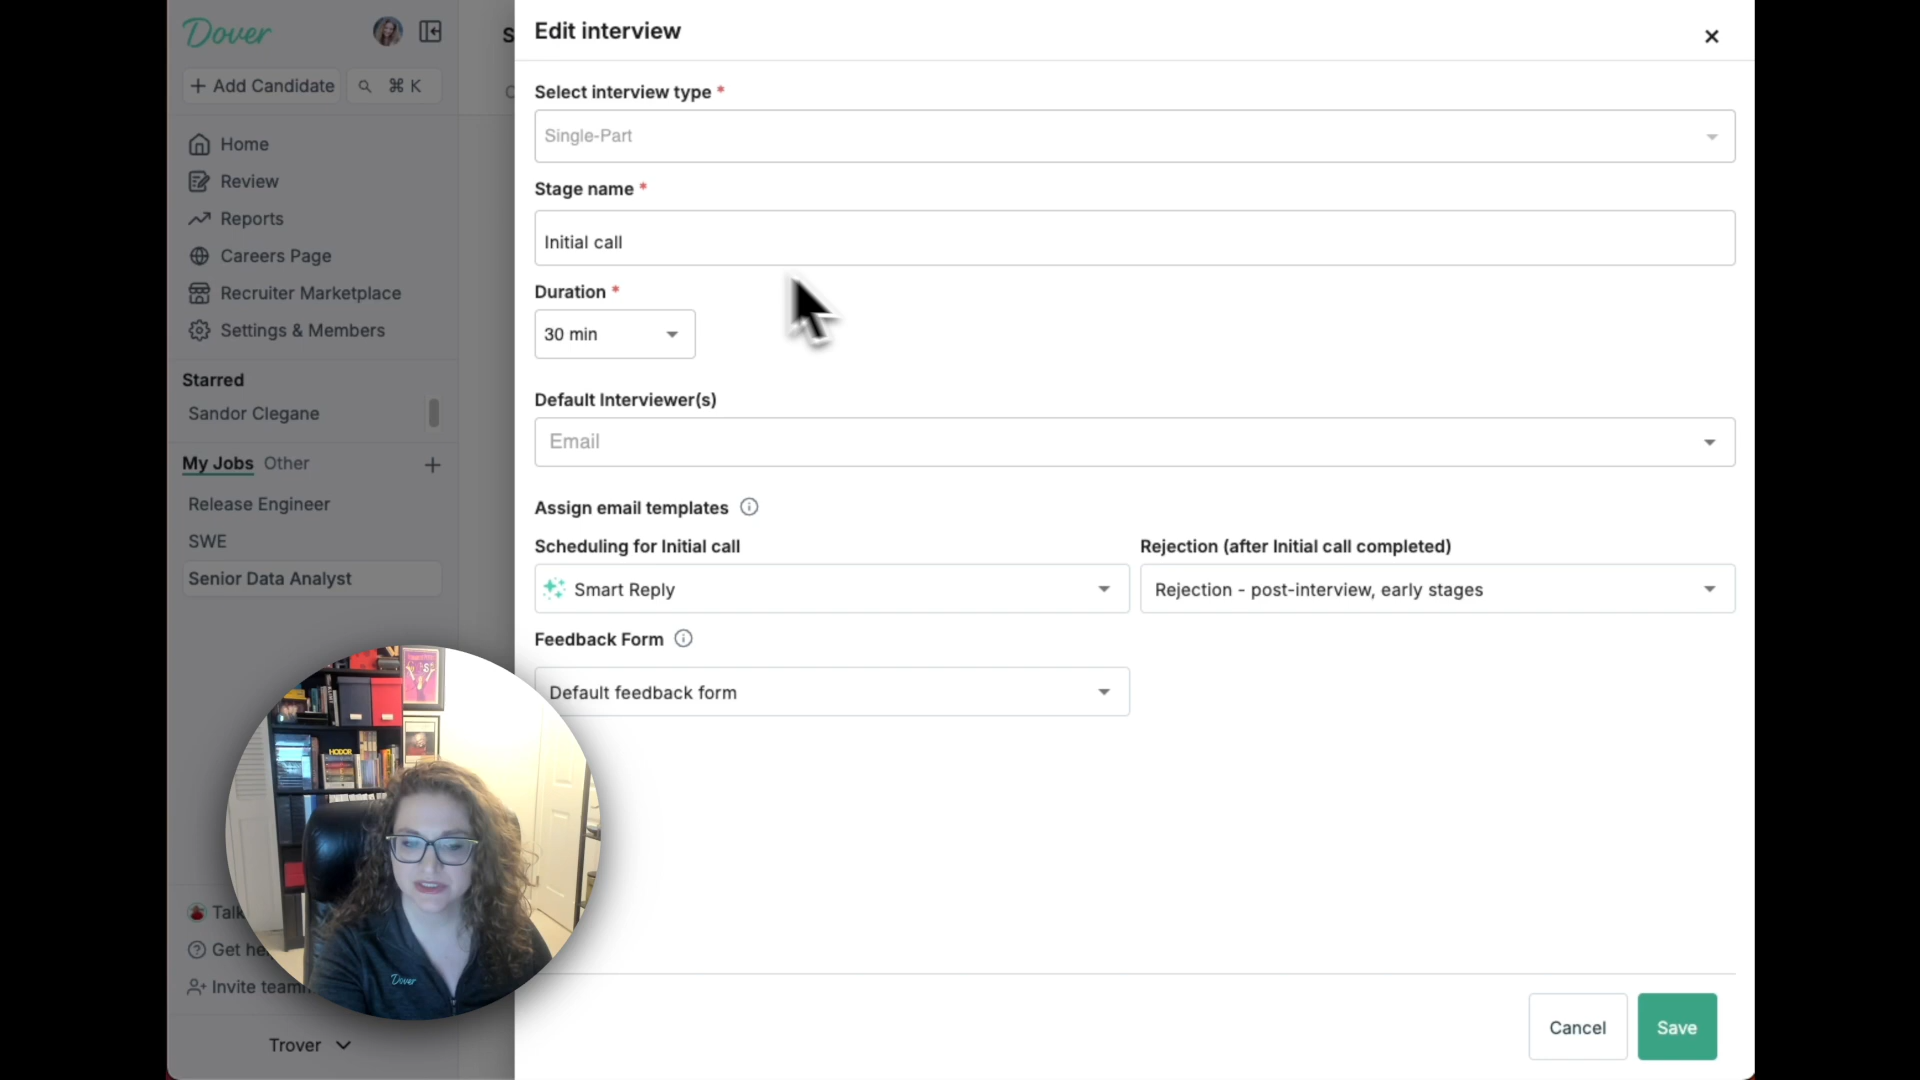 Dover
+ Add Candidate
⌘ K
Home
Review
Reports
Careers Page
Recruiter Marketplace
Settings & Members
Starred
Sandor Clegane
My Jobs
Other
+
Release Engineer
SWE
Senior Data Analyst
Talk
Get he
Invite team
Trover
S
Edit interview
Select interview type *
Single-Part
Stage name *
Initial call
Duration *
30 min
Default Interviewer(s)
Email
Assign email templates
Scheduling for Initial call
Smart Reply
Rejection (after Initial call completed)
Rejection - post-interview, early stages
Feedback Form
Default feedback form
Cancel
Save
HODOR
Dover